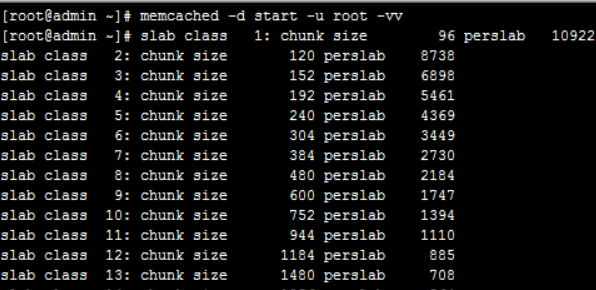 [root@admin ~]# memcached -d start -u root -vv
[root@admin ~]# slab class   1: chunk size        96 perslab   10922
slab class   2: chunk size       120 perslab    8738
slab class   3: chunk size       152 perslab    6898
slab class   4: chunk size       192 perslab    5461
slab class   5: chunk size       240 perslab    4369
slab class   6: chunk size       304 perslab    3449
slab class   7: chunk size       384 perslab    2730
slab class   8: chunk size       480 perslab    2184
slab class   9: chunk size       600 perslab    1747
slab class  10: chunk size       752 perslab    1394
slab class  11: chunk size       944 perslab    1110
slab class  12: chunk size      1184 perslab     885
slab class  13: chunk size      1480 perslab     708